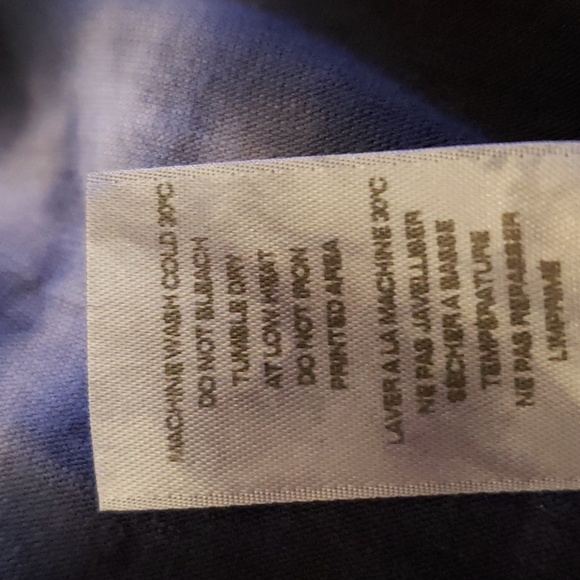 MACHINE WASH COLD 30°C
DO NOT BLEACH
TUMBLE DRY
AT LOW HEAT
DO NOT IRON
PRINTED AREA
LAVER A LA MACHINE 30°C
NE PAS JAVELLISER
SECHER A BASSE
TEMPERATURE
NE PAS REPASSER
L'IMPRIME